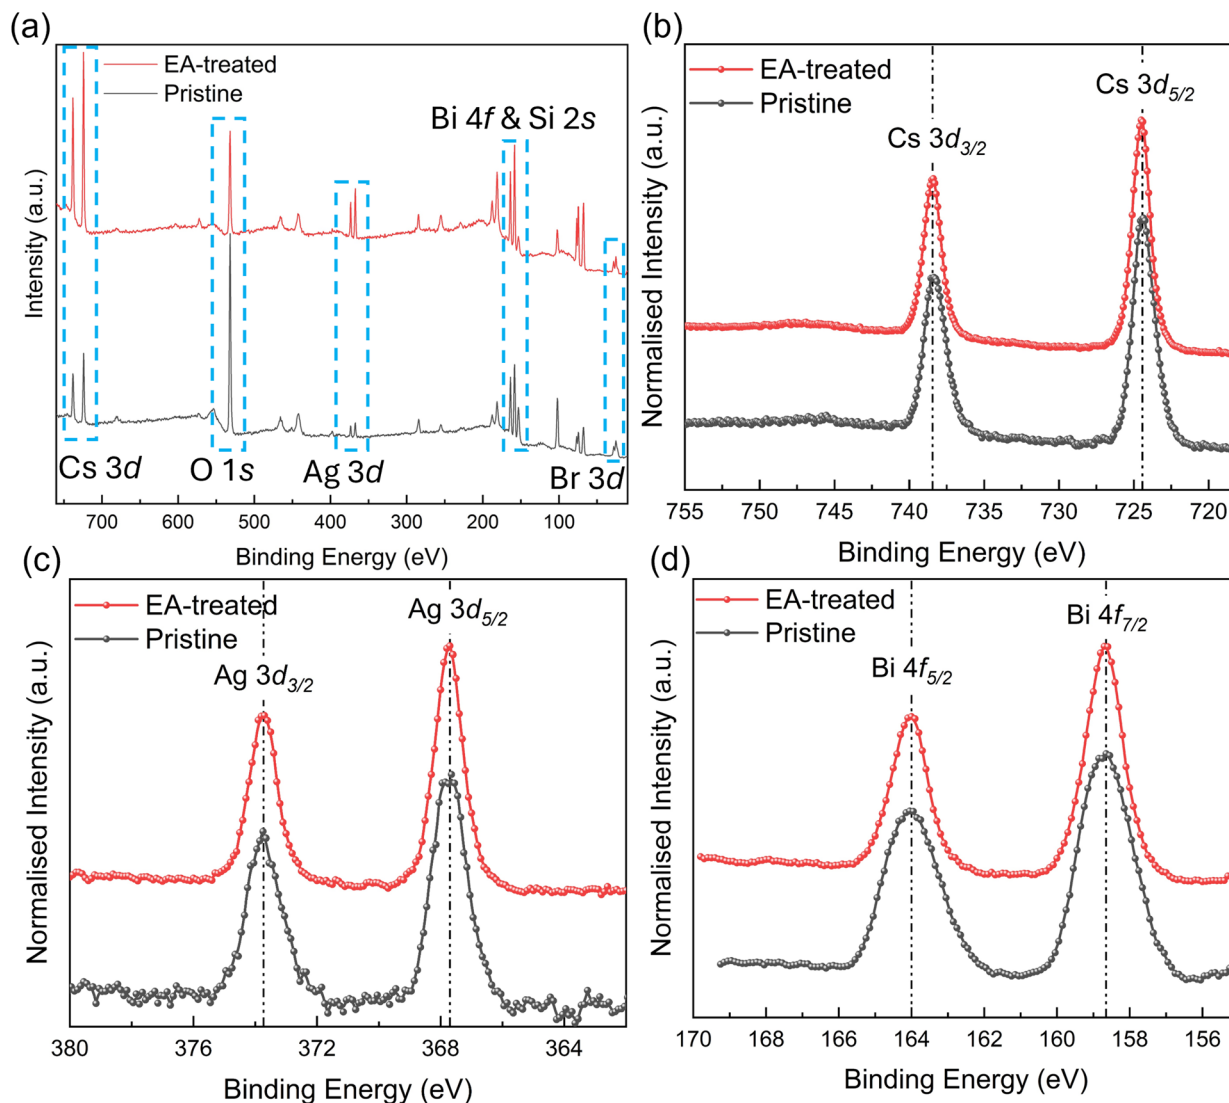 (a)
EA-treated
Pristine
Bi 4f & Si 2s
Cs 3d
O 1s
Ag 3d
Br 3d
Intensity (a.u.)
700 600 500 400 300 200 100
Binding Energy (eV)
(b)
EA-treated
Pristine
Cs 3d3/2
Cs 3d5/2
Normalised Intensity (a.u.)
755 750 745 740 735 730 725 720
Binding Energy (eV)
(c)
EA-treated
Pristine
Ag 3d3/2
Ag 3d5/2
Normalised Intensity (a.u.)
380 376 372 368 364
Binding Energy (eV)
(d)
EA-treated
Pristine
Bi 4f5/2
Bi 4f7/2
Normalised Intensity (a.u.)
170 168 166 164 162 160 158 156
Binding Energy (eV)